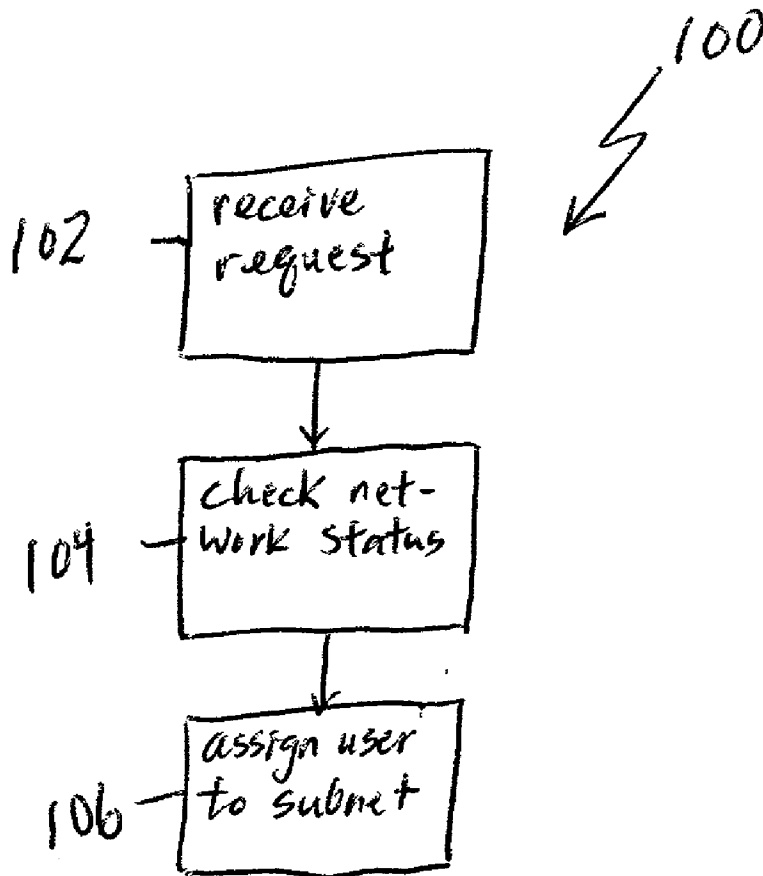 100
102
receive
request
104
check net-
work status
106
assign user
to subnet